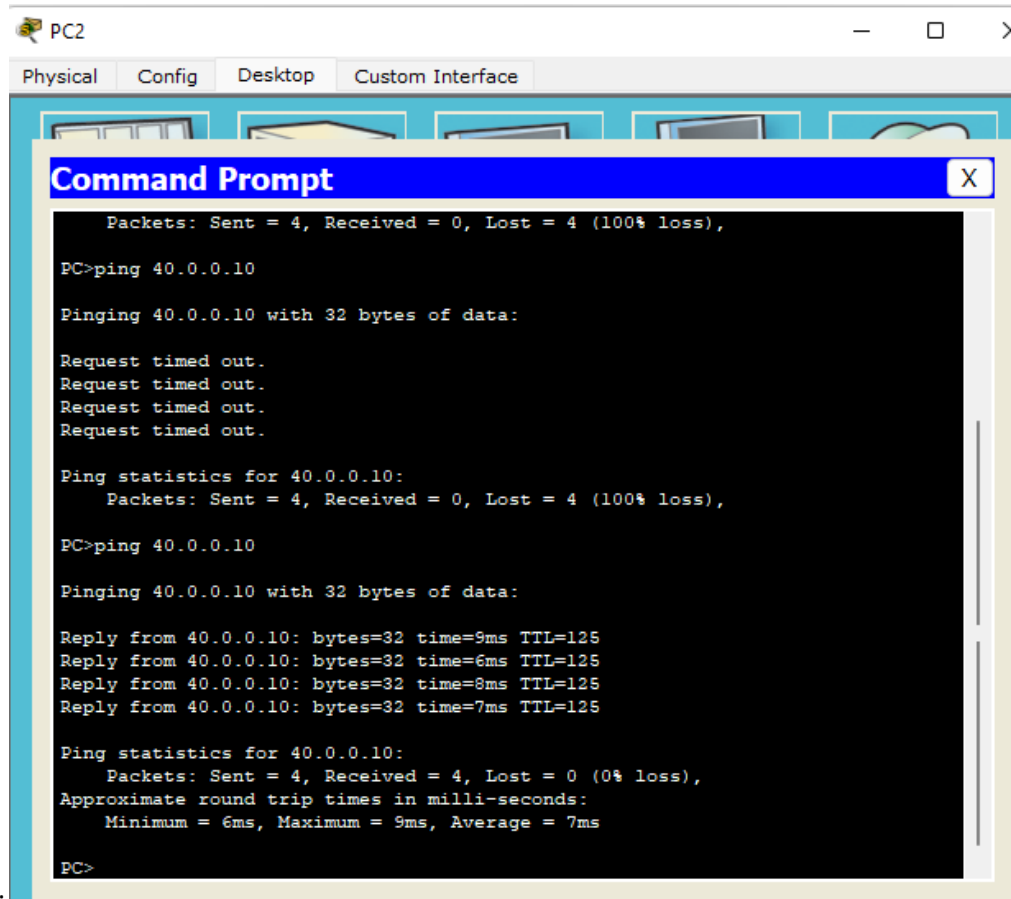 PC2
Physical Config Desktop Custom Interface
Command Prompt X
Packets: Sent = 4, Received = 0, Lost = 4 (100% loss),
PC>ping 40.0.0.10
Pinging 40.0.0.10 with 32 bytes of data:
Request timed out.
Request timed out.
Request timed out.
Request timed out.
Ping statistics for 40.0.0.10:
Packets: Sent = 4, Received = 0, Lost = 4 (100% loss),
PC>ping 40.0.0.10
Pinging 40.0.0.10 with 32 bytes of data:
Reply from 40.0.0.10: bytes=32 time=9ms TTL=125
Reply from 40.0.0.10: bytes=32 time=6ms TTL=125
Reply from 40.0.0.10: bytes=32 time=8ms TTL=125
Reply from 40.0.0.10: bytes=32 time=7ms TTL=125
Ping statistics for 40.0.0.10:
Packets: Sent = 4, Received = 4, Lost = 0 (0% loss),
Approximate round trip times in milli-seconds:
Minimum = 6ms, Maximum = 9ms, Average = 7ms
PC>